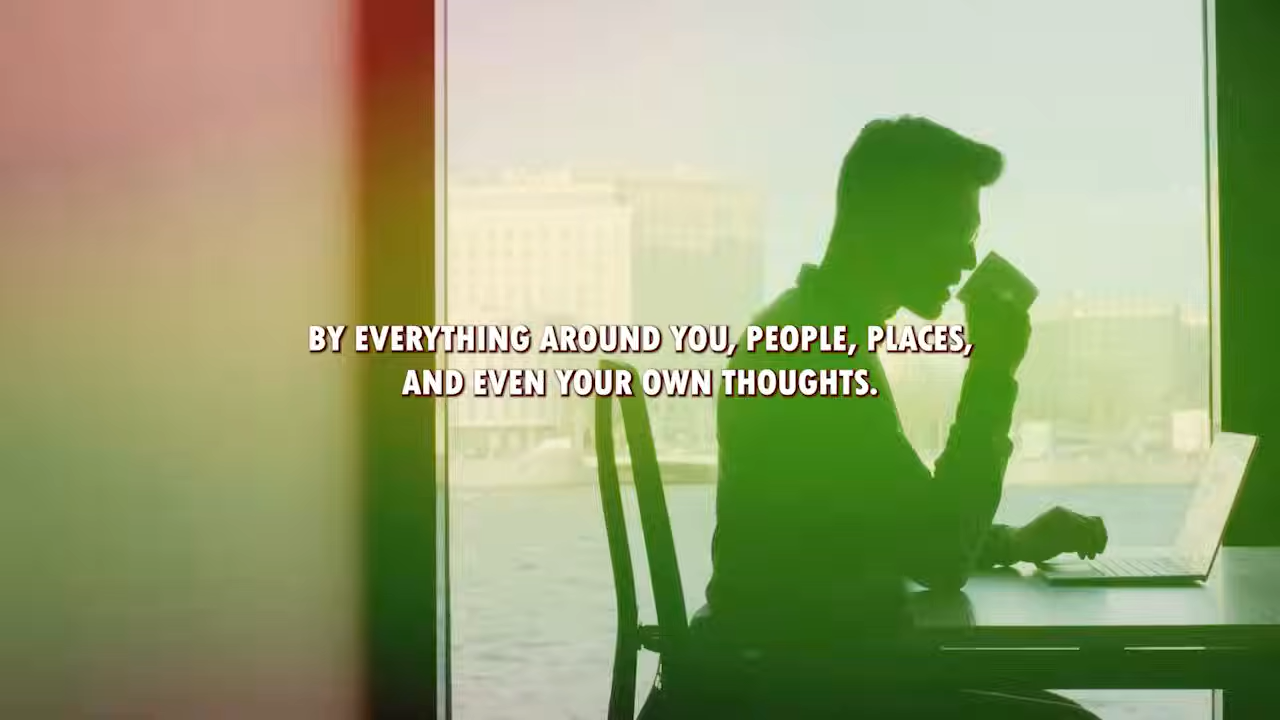 BY EVERYTHING AROUND YOU, PEOPLE, PLACES,
AND EVEN YOUR OWN THOUGHTS.